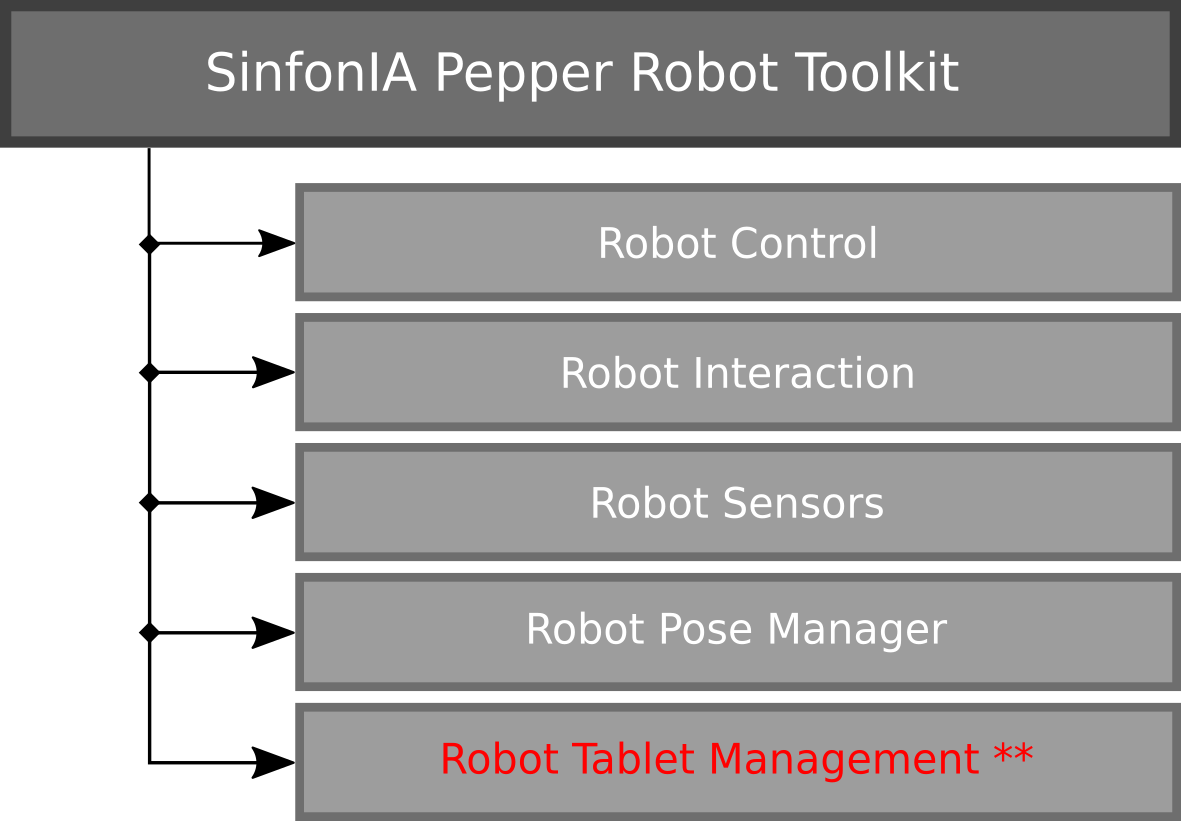 SinfonIA Pepper Robot Toolkit
Robot Control
Robot Interaction
Robot Sensors
Robot Pose Manager
Robot Tablet Management **